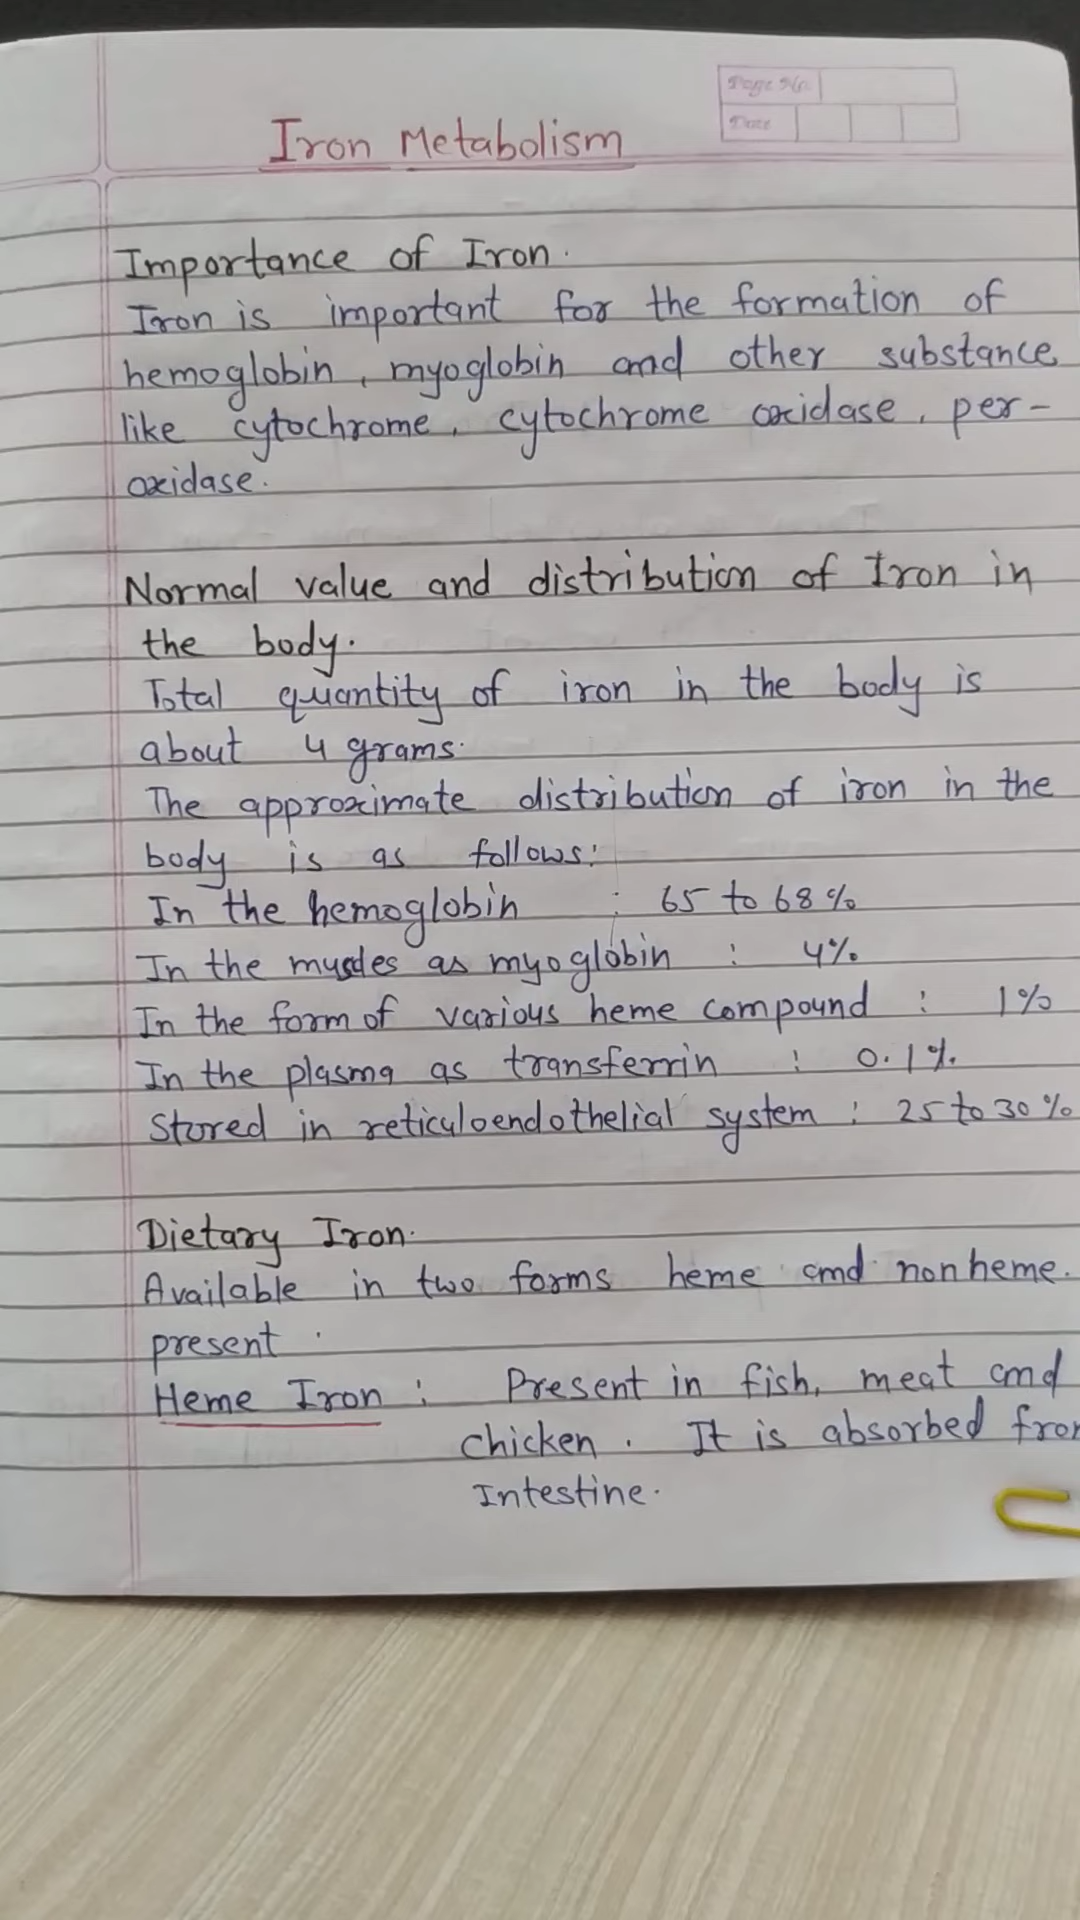 Page No.
Date
Iron Metabolism
Importance of Iron.
Iron is important for the formation of
hemoglobin, myoglobin and other substance
like cytochrome, cytochrome oxidase, per-
oxidase.
Normal value and distribution of Iron in
the body.
Total quantity of iron in the body is
about 4 grams.
The approximate distribution of iron in the
body is as follows:
In the hemoglobin : 65 to 68%
In the muscles as myoglobin : 4%
In the form of various heme compound : 1%
In the plasma as transferrin : 0.1%
Stored in reticuloendothelial system : 25 to 30%
Dietary Iron.
Available in two forms heme and nonheme.
present.
Heme Iron : Present in fish, meat and
chicken. It is absorbed from
Intestine.